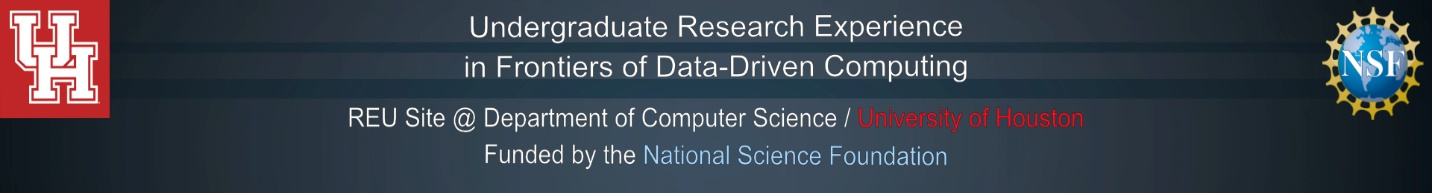 UH
Undergraduate Research Experience
in Frontiers of Data-Driven Computing
NSF
REU Site @ Department of Computer Science / University of Houston
Funded by the National Science Foundation